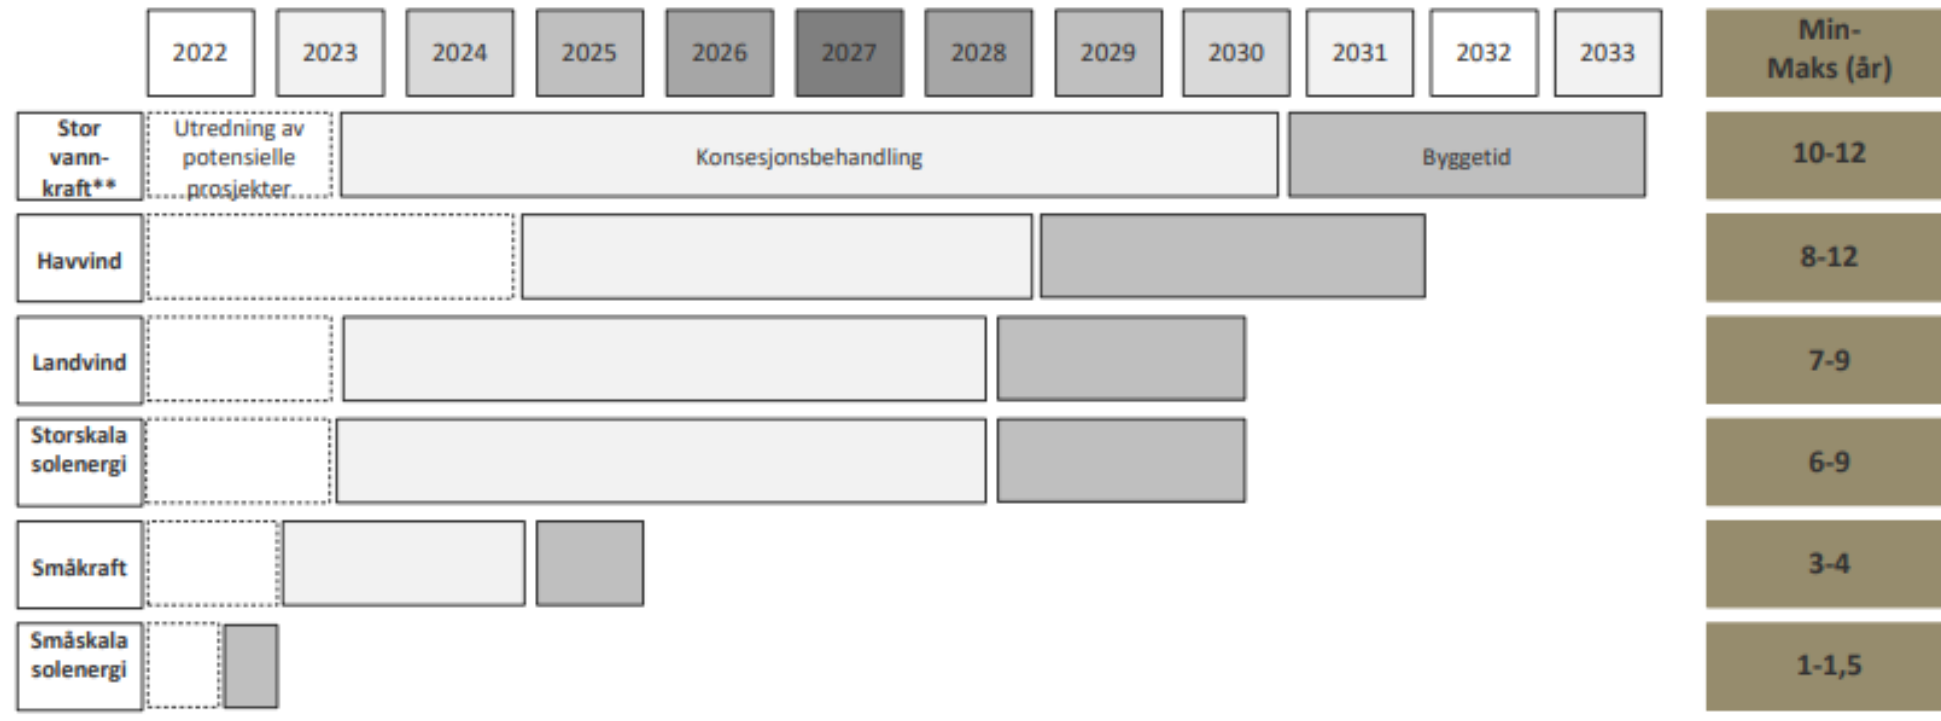 2022 2023 2024 2025 2026 2027 2028 2029 2030 2031 2032 2033
Min-
Maks (år)
Stor
vann-
kraft**
Utredning av
potensielle
prosjekter
Konsesjonsbehandling
Byggetid
10-12
Havvind
8-12
Landvind
7-9
Storskala
solenergi
6-9
Småkraft
3-4
Småskala
solenergi
1-1,5